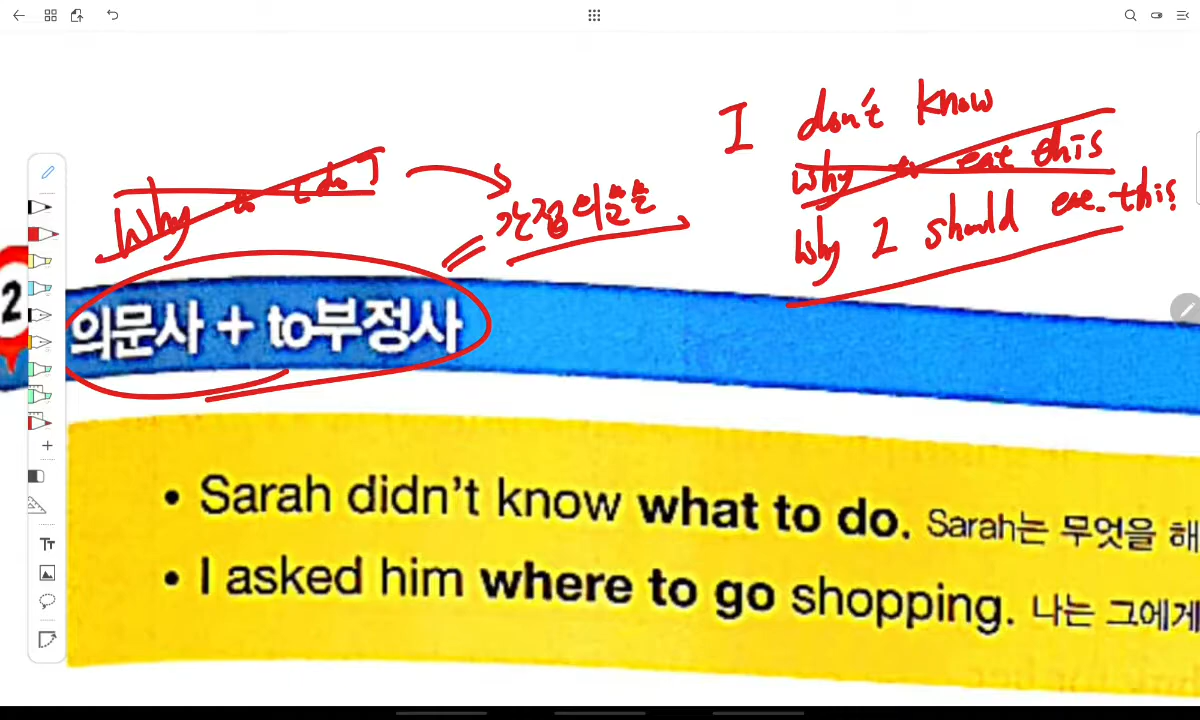 I don't know
why to eat this
why I should eat this
Why to do
간접의문문
2
의문사 + to부정사
• Sarah didn't know what to do. Sarah는 무엇을 해
• I asked him where to go shopping. 나는 그에게
Tт